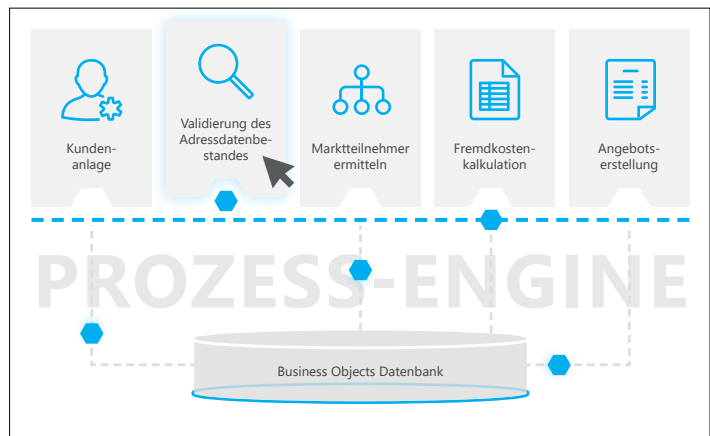 Kunden-
anlage
Validierung des
Adressdatenbe-
standes
Marktteilnehmer
ermitteln
Fremdkosten-
kalkulation
Angebots-
erstellung
PROZESS-ENGINE
Business Objects Datenbank